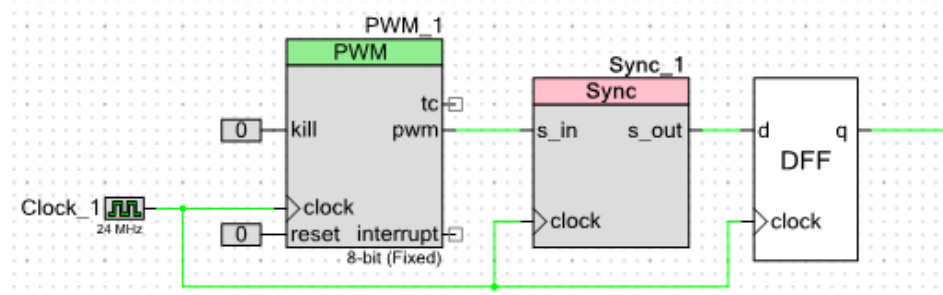 PWM_1
PWM
tc
0 kill pwm
Clock_1
24 MHz
clock
0 reset interrupt
8-bit (Fixed)
Sync_1
Sync
s_in s_out
clock
d q
DFF
clock